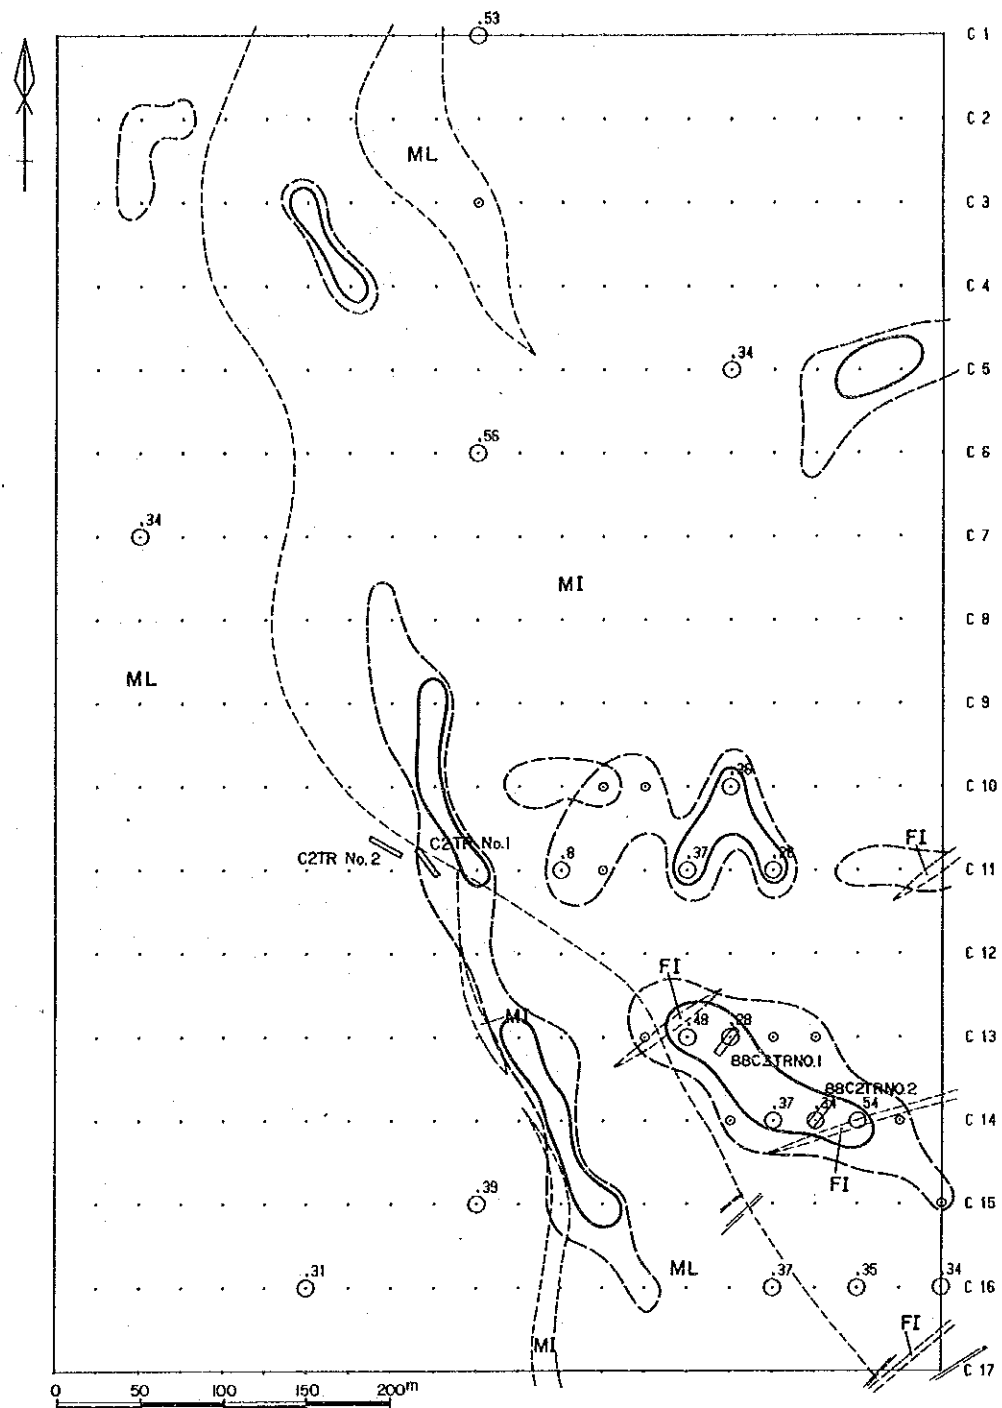 .53 C 1
C 2
ML
C 3
C 4
.34 C 5
.56 C 6
.34 C 7
MI
C 8
ML
C 9
C 10
C2TR No.1 FI
C2TR No.2 .8 .37 C 11
C 12
FI
MI .49 .28 C 13
88C2TRNO.1
88C2TRNO.2
.37 .34 .54 C 14
FI
.39 C 15
ML
.31 .37 .35 .34 C 16
FI
MI
C 17
0 50 100 150 200m